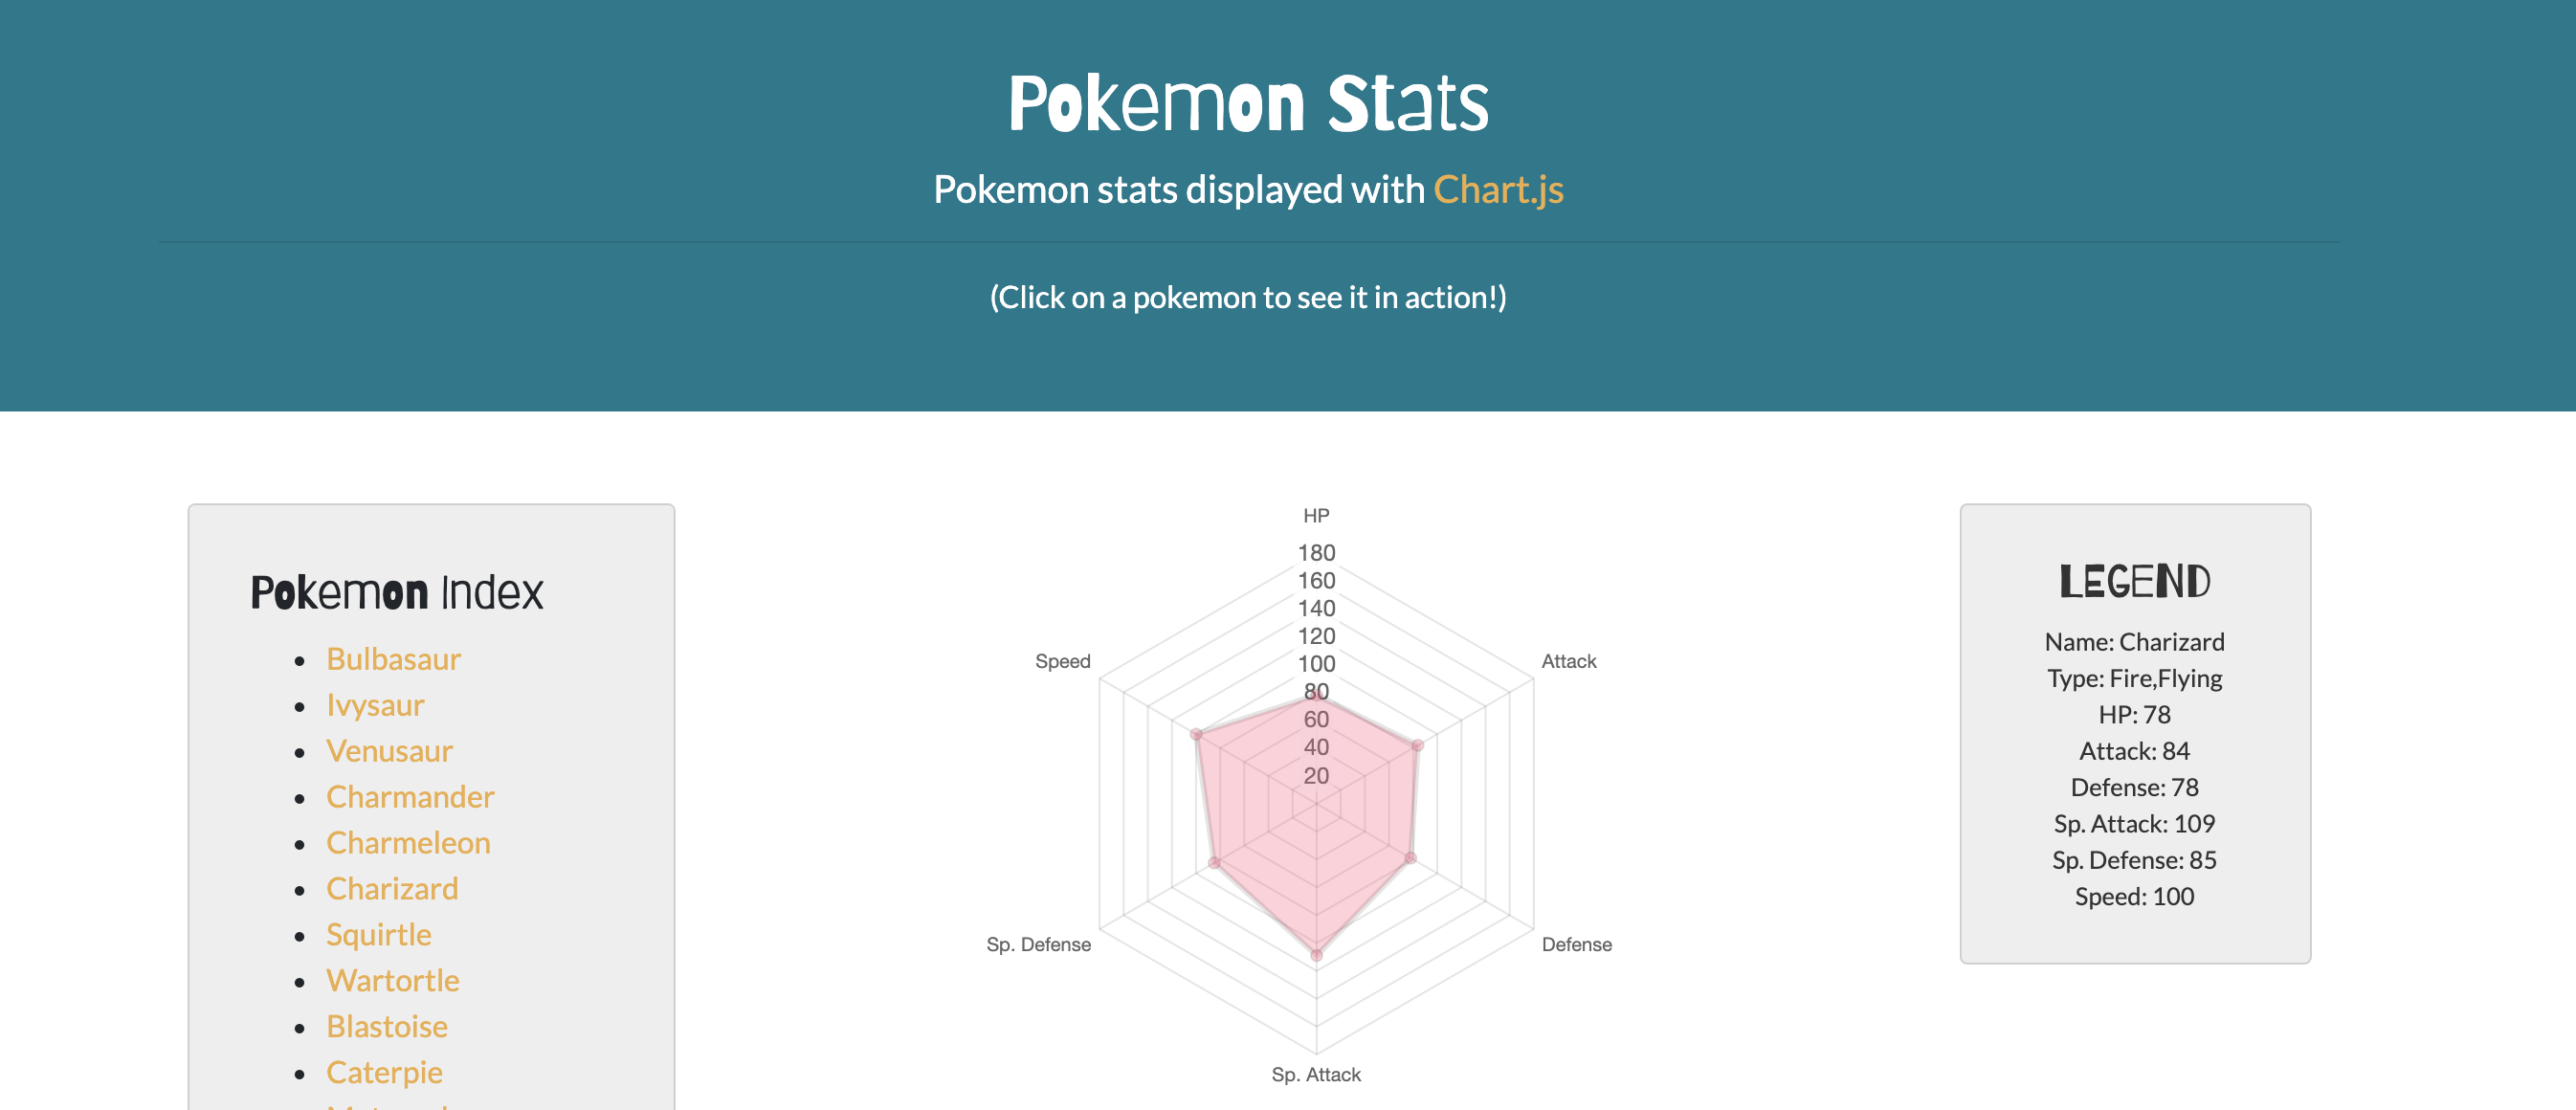 Pokemon Stats
Pokemon stats displayed with Chart.js
(Click on a pokemon to see it in action!)
Pokemon Index
Bulbasaur
Ivysaur
Venusaur
Charmander
Charmeleon
Charizard
Squirtle
Wartortle
Blastoise
Caterpie
HP
180
160
140
120
100
80
60
40
20
Speed
Attack
Sp. Defense
Defense
Sp. Attack
LEGEND
Name: Charizard
Type: Fire,Flying
HP: 78
Attack: 84
Defense: 78
Sp. Attack: 109
Sp. Defense: 85
Speed: 100